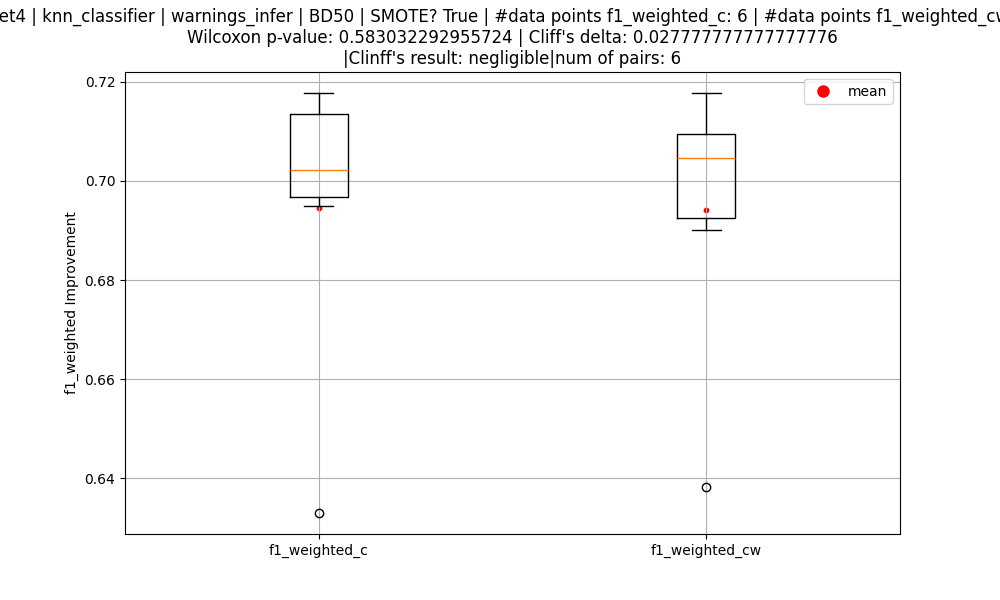 et4 | knn_classifier | warnings_infer | BD50 | SMOTE? True | #data points f1_weighted_c: 6 | #data points f1_weighted_cw
Wilcoxon p-value: 0.583032292955724 | Cliff's delta: 0.027777777777777776
|Clinff's result: negligible|num of pairs: 6
mean
0.72
0.70
0.68
0.66
0.64
f1_weighted Improvement
f1_weighted_c
f1_weighted_cw